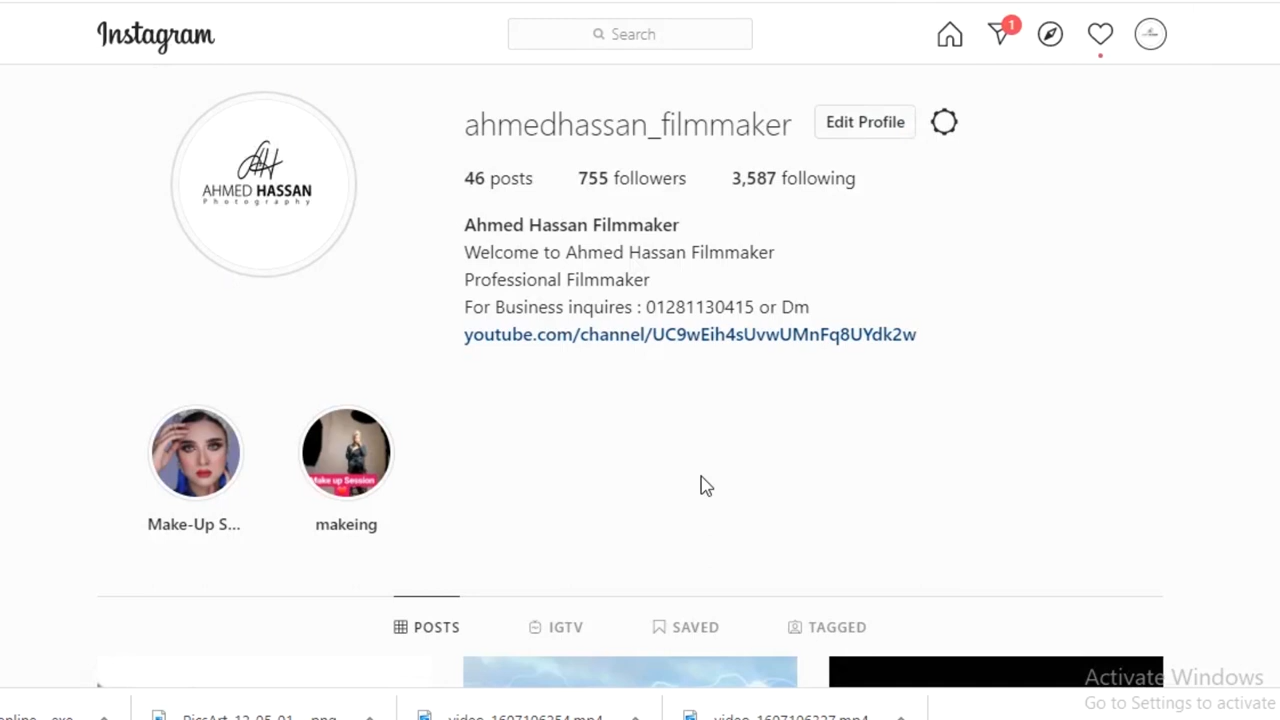 Instagram
Search
1
ahmedhassan_filmmaker
Edit Profile
46 posts
755 followers
3,587 following
AH
AHMED HASSAN
Photography
Ahmed Hassan Filmmaker
Welcome to Ahmed Hassan Filmmaker
Professional Filmmaker
For Business inquires : 01281130415 or Dm
youtube.com/channel/UC9wEih4sUvwUMnFq8UYdk2w
Make up Session
Make-Up S...
makeing
POSTS
IGTV
SAVED
TAGGED
Activate Windows
Go to Settings to activate